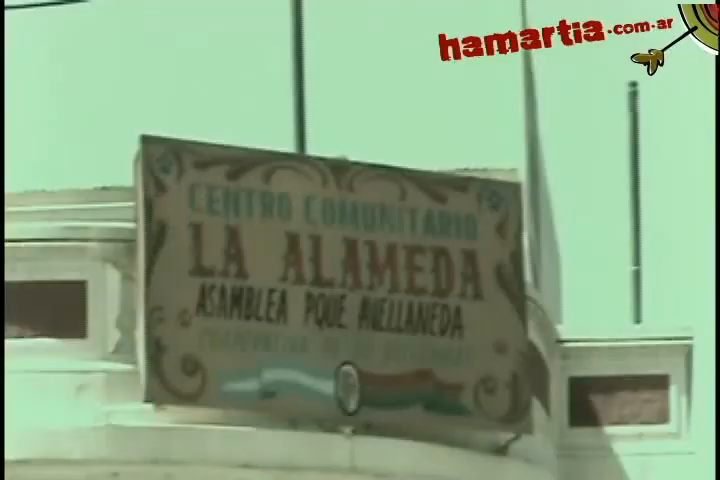 hamartia.com.ar
CENTRO COMUNITARIO
LA ALAMEDA
ASAMBLEA PQUE AVELLANEDA